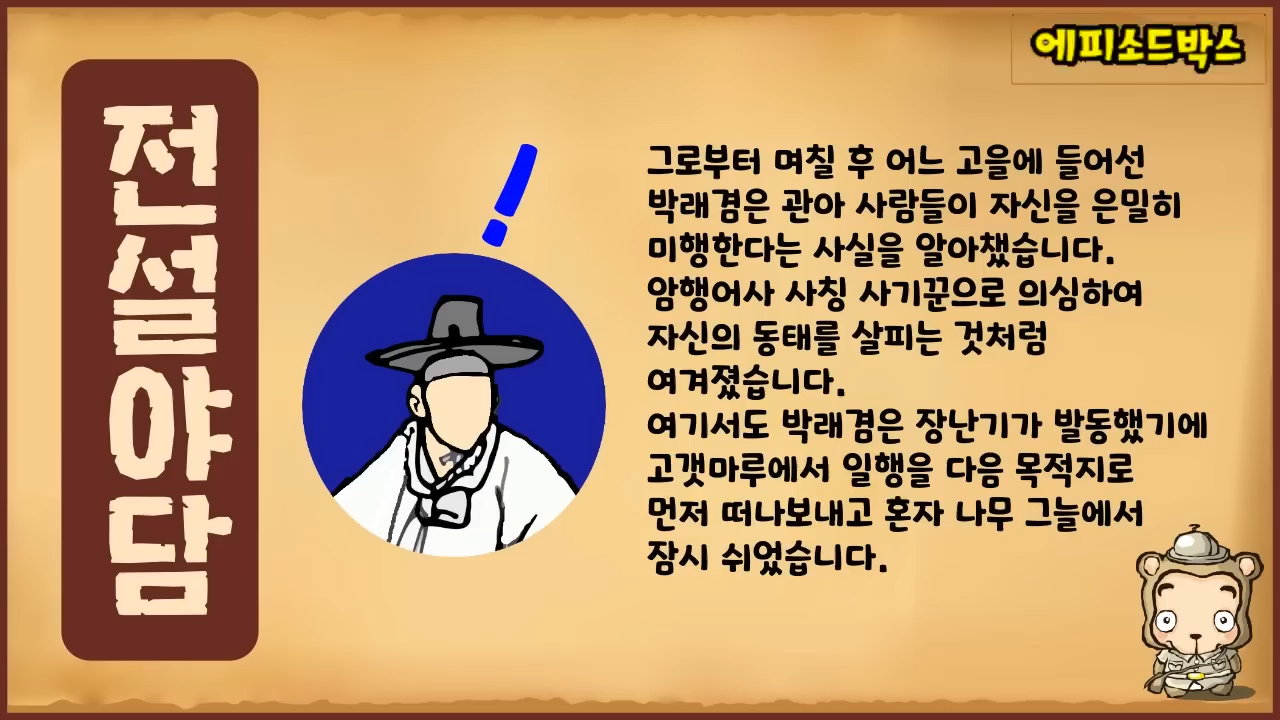 에피소드박스
전설야담
그로부터 며칠 후 어느 고을에 들어선
박래겸은 관아 사람들이 자신을 은밀히
미행한다는 사실을 알아챘습니다.
암행어사 사칭 사기꾼으로 의심하여
자신의 동태를 살피는 것처럼
여겨졌습니다.
여기서도 박래겸은 장난기가 발동했기에
고갯마루에서 일행을 다음 목적지로
먼저 떠나보내고 혼자 나무 그늘에서
잠시 쉬었습니다.